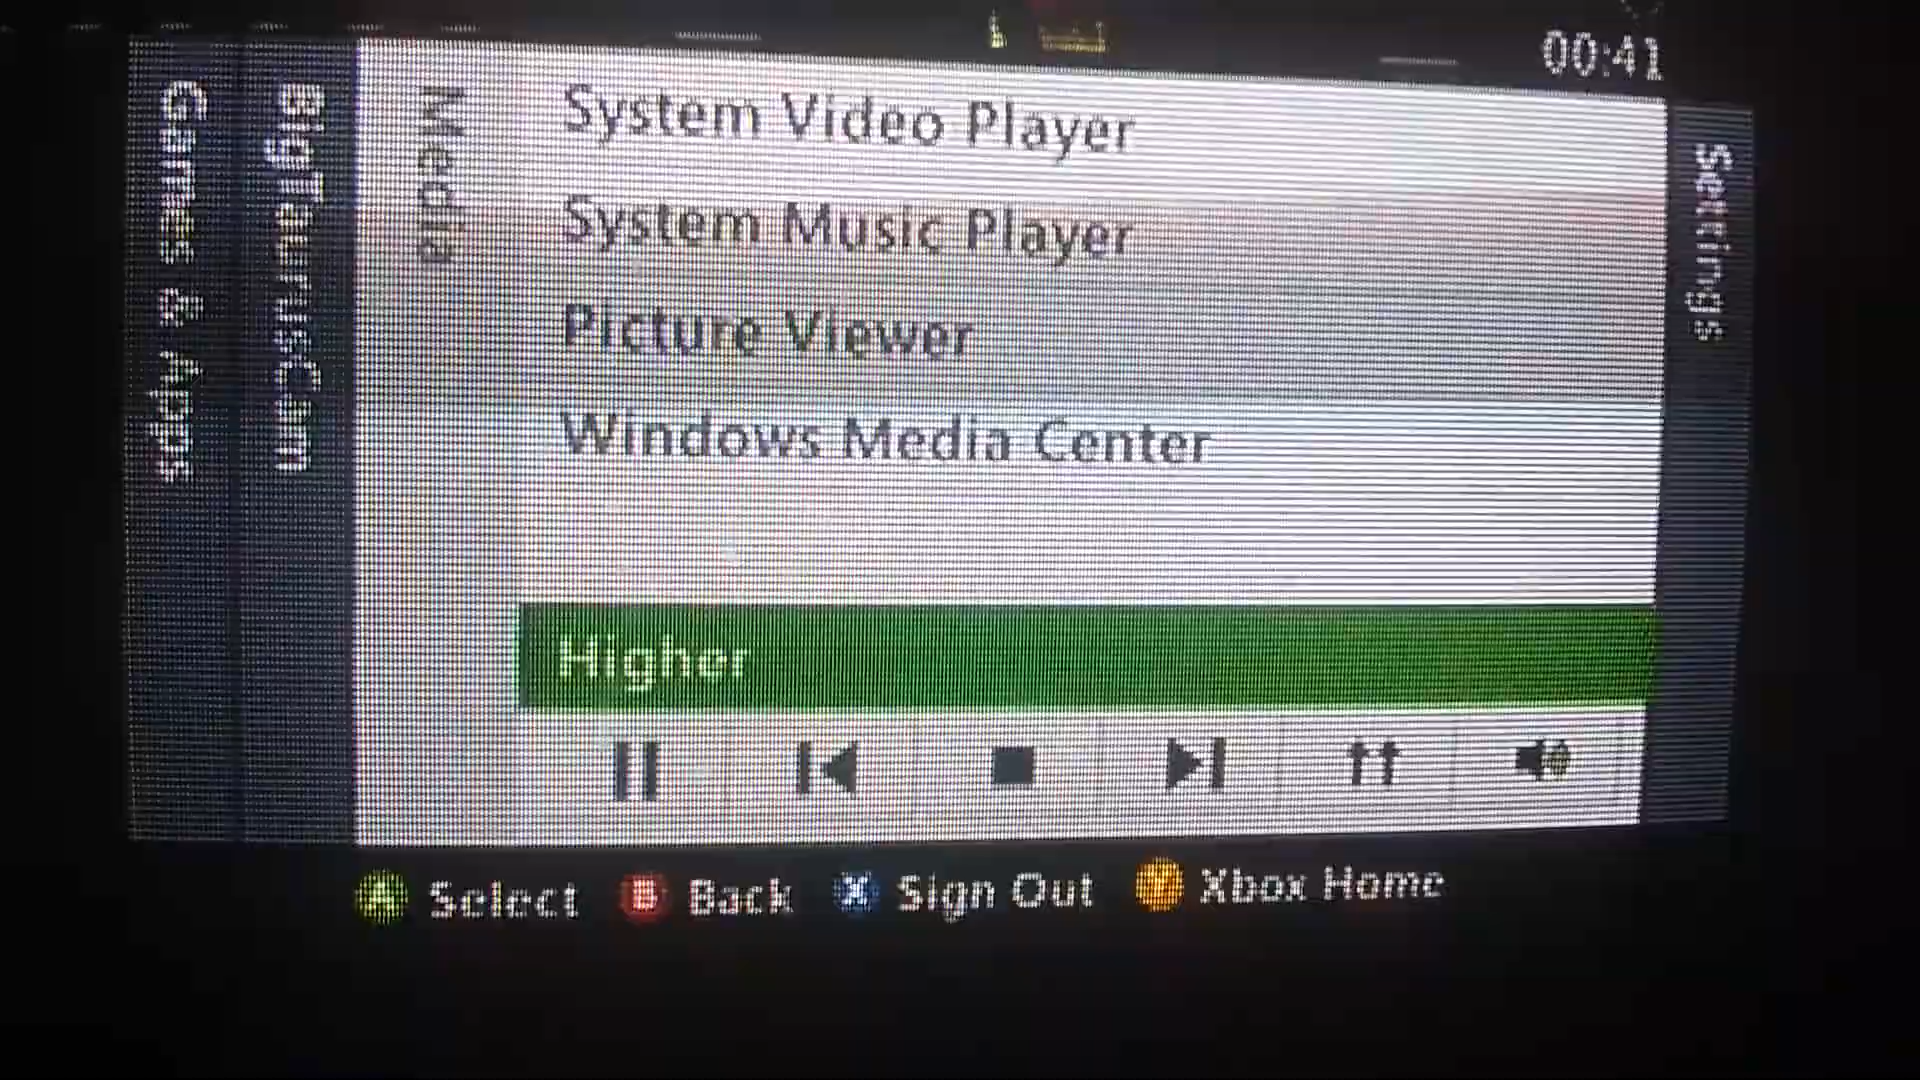 00:41
Games & Apps
BigTaurusCam
Media
System Video Player
System Music Player
Picture Viewer
Windows Media Center
Higher
Settings
A Select B Back X Sign Out Y Xbox Home